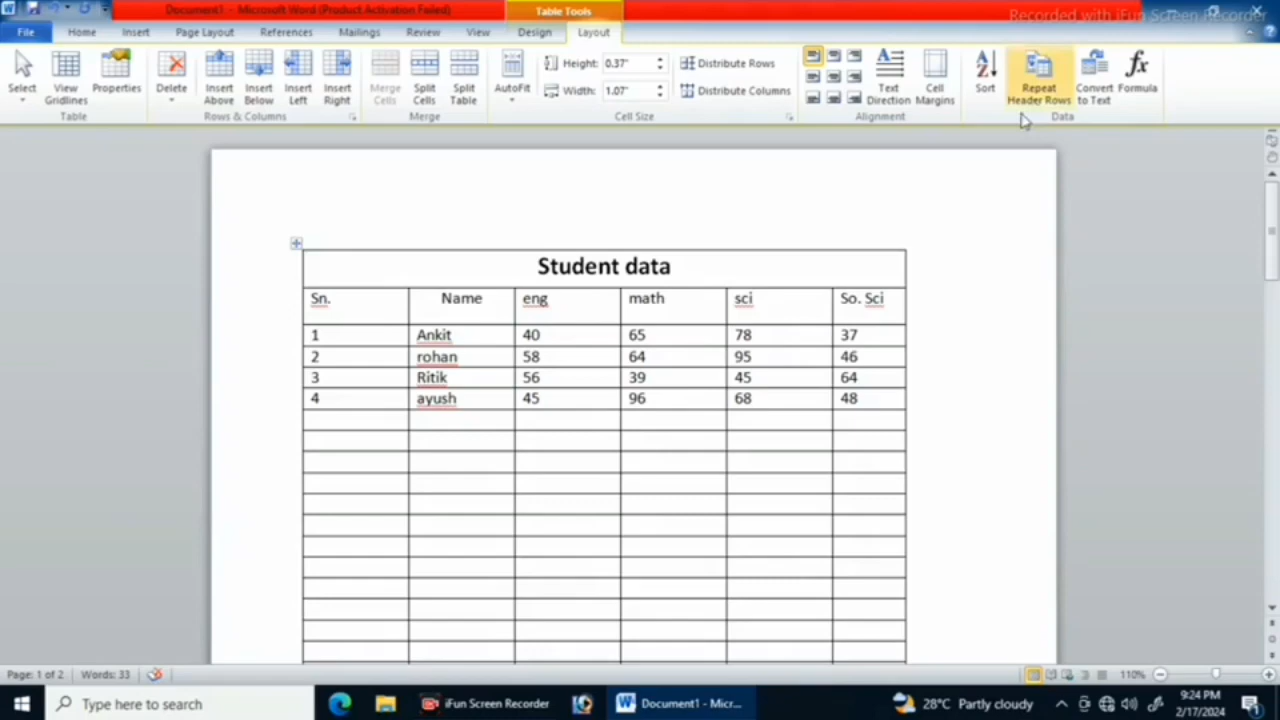 Document1 - Microsoft Word (Product Activation Failed)
Table Tools
Recorded with iFun Screen Recorder
File Home Insert Page Layout References Mailings Review View Design Layout
Select
View Gridlines
Properties
Table
Delete
Insert Above
Insert Below
Insert Left
Insert Right
Rows & Columns
Merge Cells
Split Cells
Split Table
Merge
AutoFit
Height: 0.37"
Width: 1.07"
Distribute Rows
Distribute Columns
Cell Size
Text Direction
Cell Margins
Alignment
Sort
Repeat Header Rows
Convert to Text
Formula
Data
Student data
Sn. Name eng math sci So. Sci
1 Ankit 40 65 78 37
2 rohan 58 64 95 46
3 Ritik 56 39 45 64
4 ayush 45 96 68 48
Page: 1 of 2 Words: 33 110%
Type here to search
iFun Screen Recorder
Document1 - Micr...
28°C Partly cloudy
9:24 PM
2/17/2024